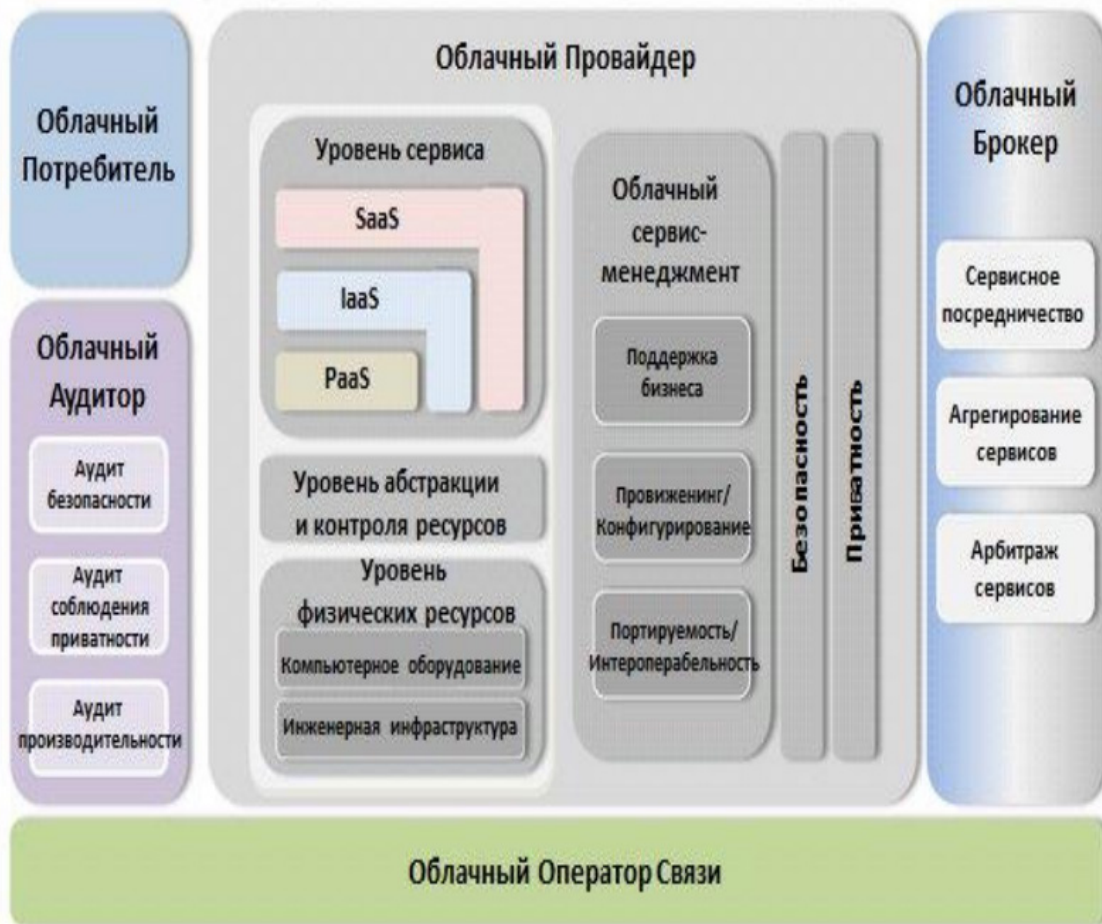 Облачный
Потребитель
Облачный
Аудитор
Аудит
безопасности
Аудит
соблюдения
приватности
Аудит
производительности
Облачный Провайдер
Уровень сервиса
SaaS
IaaS
PaaS
Уровень абстракции
и контроля ресурсов
Уровень
физических ресурсов
Компьютерное оборудование
Инженерная инфраструктура
Облачный
сервис-
менеджмент
Поддержка
бизнеса
Провиженинг/
Конфигурирование
Портируемость/
Интероперабельность
Безопасность
Приватность
Облачный
Брокер
Сервисное
посредничество
Агрегирование
сервисов
Арбитраж
сервисов
Облачный Оператор Связи